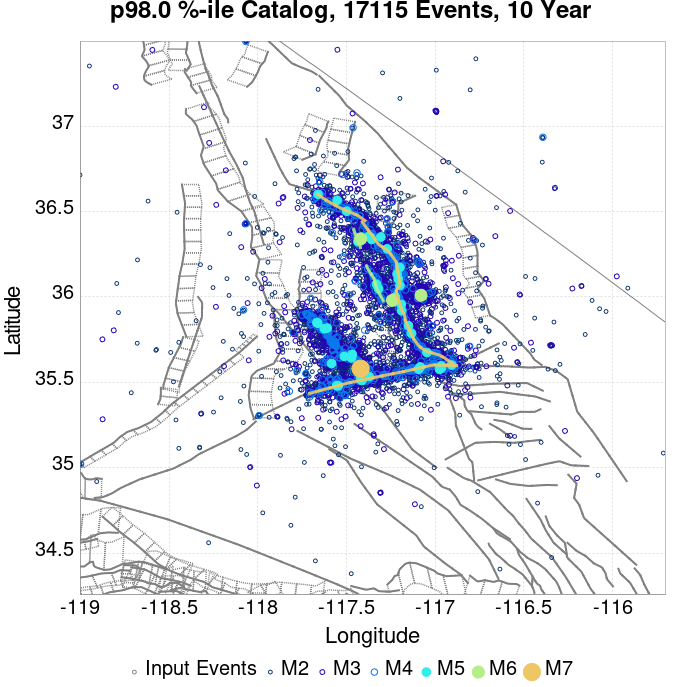 p98.0 %-ile Catalog, 17115 Events, 10 Year
37
36.5
36
35.5
35
34.5
Latitude
-119 -118.5 -118 -117.5 -117 -116.5 -116
Longitude
Input Events M2 M3 M4 M5 M6 M7